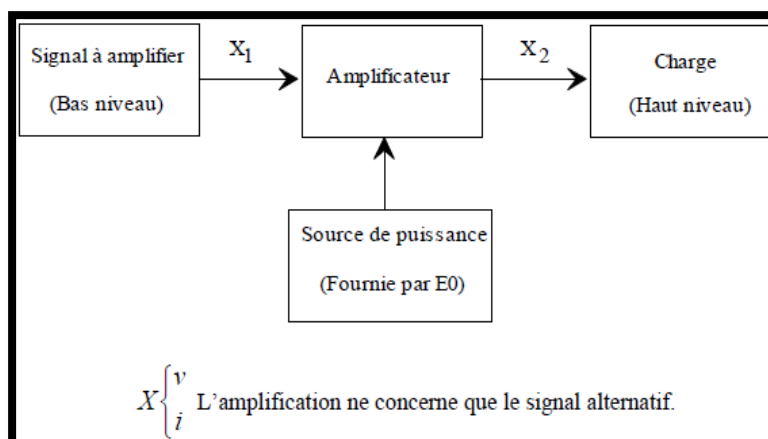 Signal à amplifier
(Bas niveau)
X1
Amplificateur
X2
Charge
(Haut niveau)
Source de puissance
(Fournie par E0)
X { v i L’amplification ne concerne que le signal alternatif.